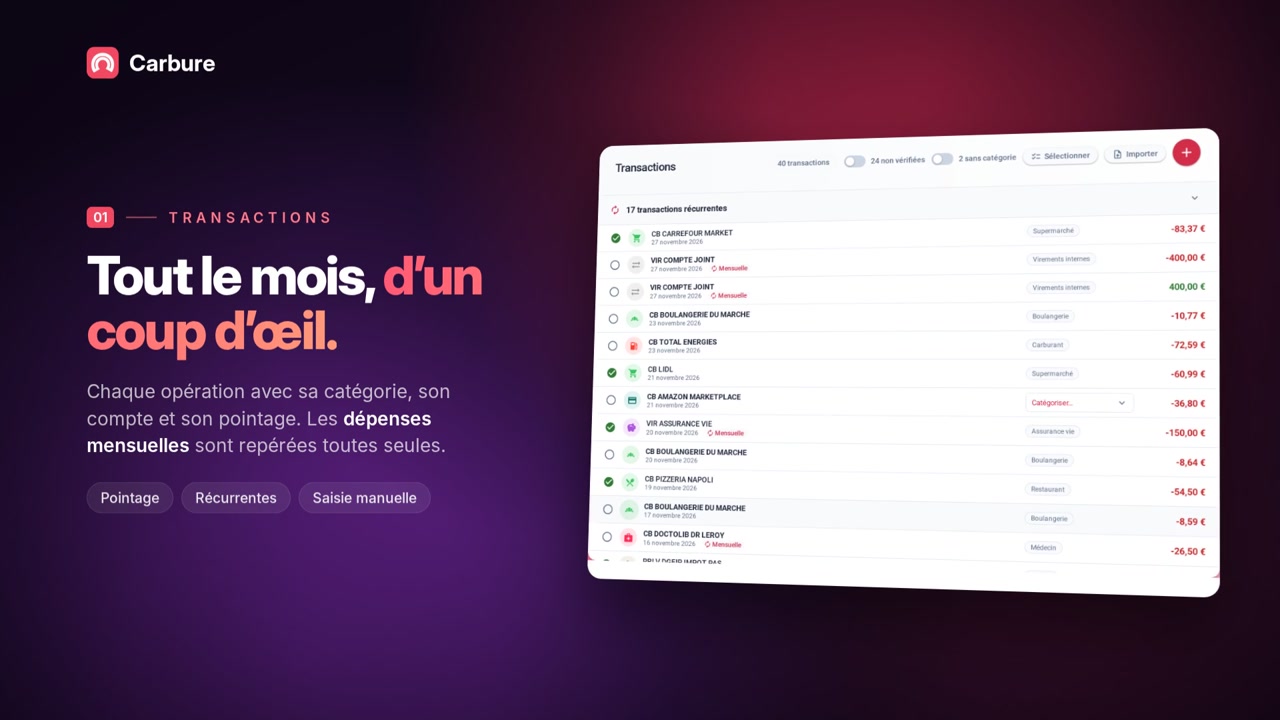 Carbure
01 TRANSACTIONS
Tout le mois, d’un
coup d’œil.
Chaque opération avec sa catégorie, son
compte et son pointage. Les dépenses
mensuelles sont repérées toutes seules.
Pointage Récurrentes Saisie manuelle
Transactions 40 transactions 24 non vérifiées 2 sans catégorie Sélectionner Importer
17 transactions récurrentes
CB CARREFOUR MARKET Supermarché -83,37 €
27 novembre 2026
VIR COMPTE JOINT Virements internes -400,00 €
27 novembre 2026 Mensuelle
VIR COMPTE JOINT Virements internes 400,00 €
27 novembre 2026 Mensuelle
CB BOULANGERIE DU MARCHE Boulangerie -10,77 €
23 novembre 2026
CB TOTAL ENERGIES Carburant -72,59 €
23 novembre 2026
CB LIDL Supermarché -60,99 €
21 novembre 2026
CB AMAZON MARKETPLACE Catégoriser... -36,80 €
21 novembre 2026
VIR ASSURANCE VIE Assurance vie -150,00 €
20 novembre 2026 Mensuelle
CB BOULANGERIE DU MARCHE Boulangerie -8,64 €
20 novembre 2026
CB PIZZERIA NAPOLI Restaurant -54,50 €
19 novembre 2026
CB BOULANGERIE DU MARCHE Boulangerie -8,59 €
17 novembre 2026
CB DOCTOLIB DR LEROY Médecin -26,50 €
16 novembre 2026 Mensuelle